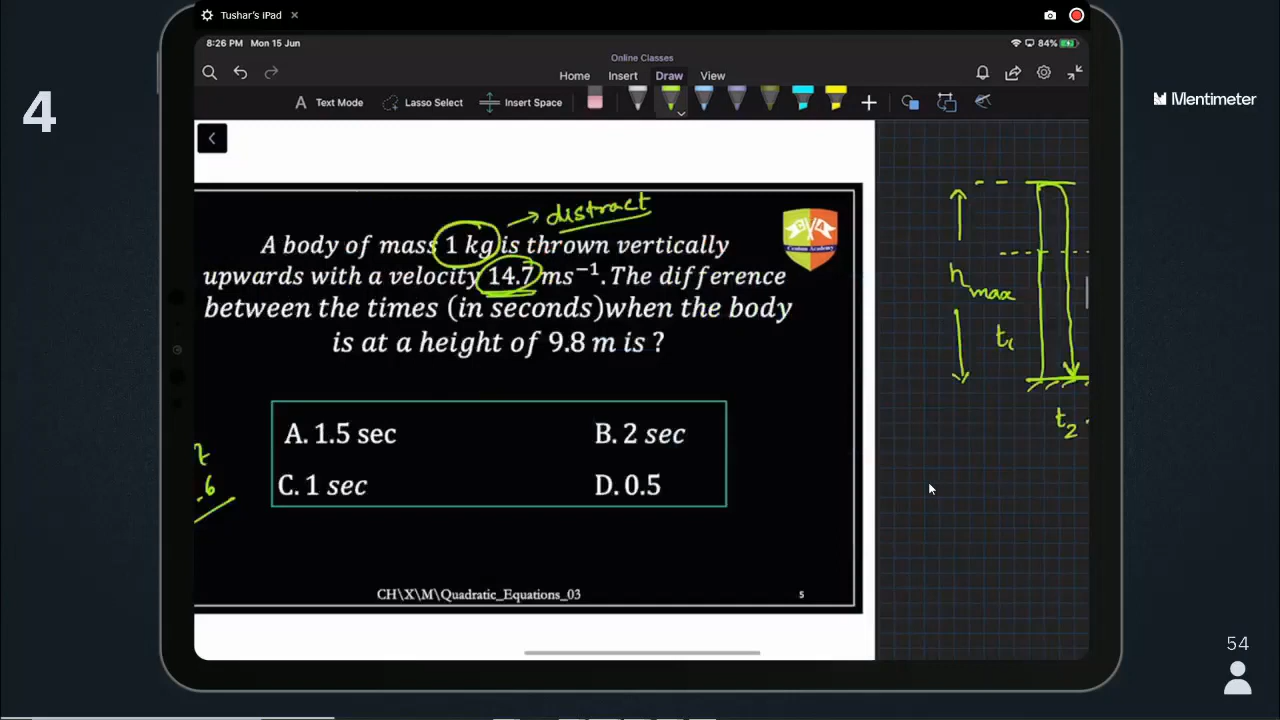 Tushar's iPad ×
8:26 PM Mon 15 Jun
84%
Online Classes
Home Insert Draw View
Text Mode Lasso Select Insert Space
4
Mentimeter
distract
A body of mass 1 kg is thrown vertically
upwards with a velocity 14.7 ms⁻¹. The difference
between the times (in seconds)when the body
is at a height of 9.8 m is ?
A. 1.5 sec B. 2 sec
C. 1 sec D. 0.5
7
.6
CH\X\M\Quadratic_Equations_03
5
hmax
t1
t2
54